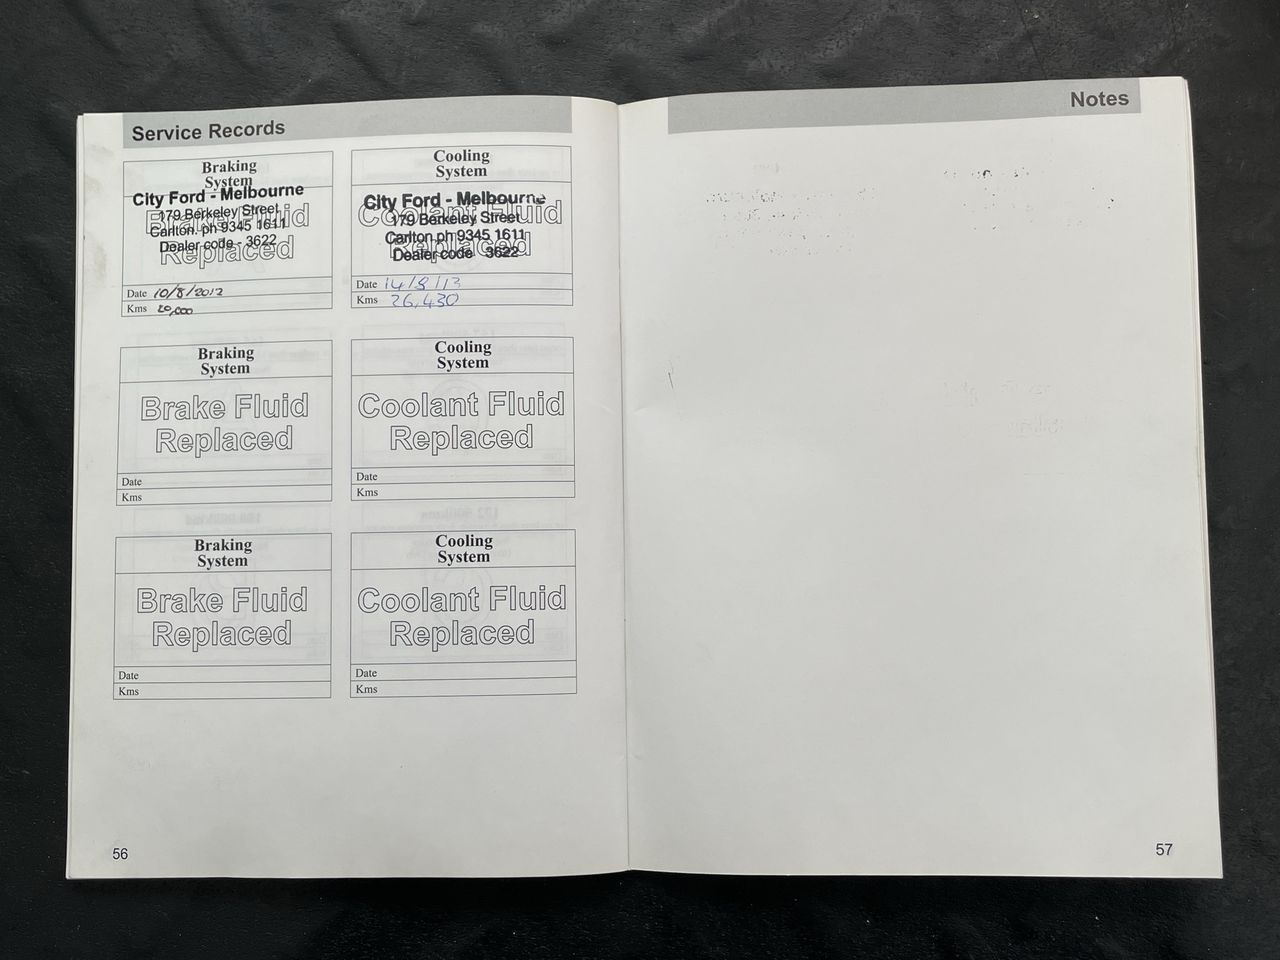 Service Records
Braking
System
City Ford - Melbourne
179 Berkeley Street
Carlton. ph 9345 1611
Dealer code 3622
Brake Fluid
Replaced
Date 10/8/2012
Kms 20,000
Cooling
System
City Ford - Melbourne
179 Berkeley Street
Carlton.ph 9345 1611
Dealer code 3622
Coolant Fluid
Replaced
Date 14/8/13
Kms 26,430
Braking
System
Brake Fluid
Replaced
Date
Kms
Cooling
System
Coolant Fluid
Replaced
Date
Kms
Braking
System
Brake Fluid
Replaced
Date
Kms
Cooling
System
Coolant Fluid
Replaced
Date
Kms
56
Notes
57